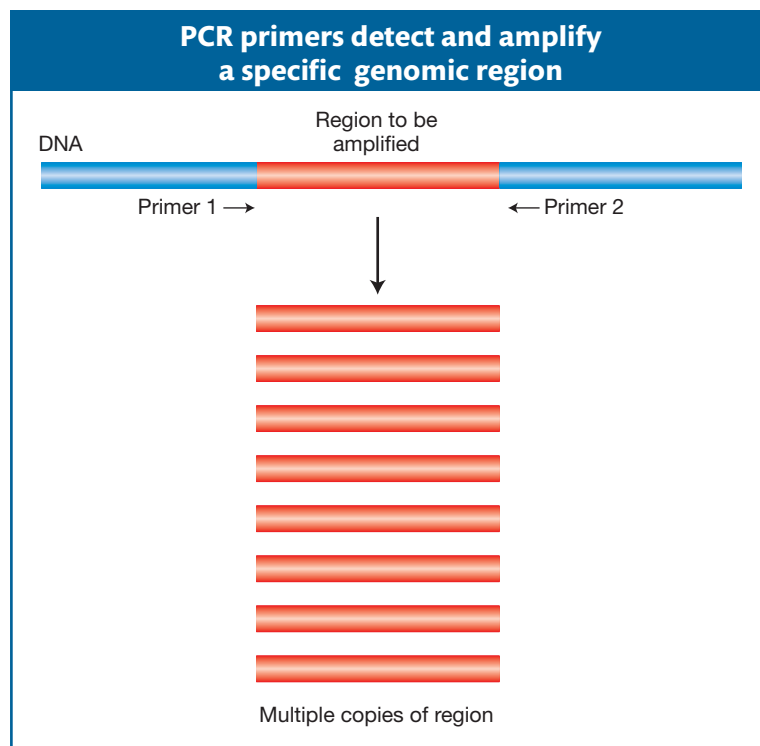 PCR primers detect and amplify
a specific genomic region
Region to be
amplified
DNA
Primer 1
Primer 2
Multiple copies of region